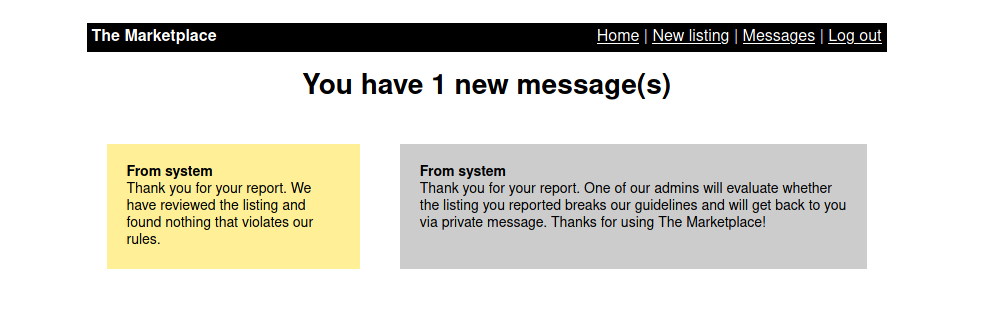 The Marketplace
Home | New listing | Messages | Log out
You have 1 new message(s)
From system
Thank you for your report. We
have reviewed the listing and
found nothing that violates our
rules.
From system
Thank you for your report. One of our admins will evaluate whether
the listing you reported breaks our guidelines and will get back to you
via private message. Thanks for using The Marketplace!